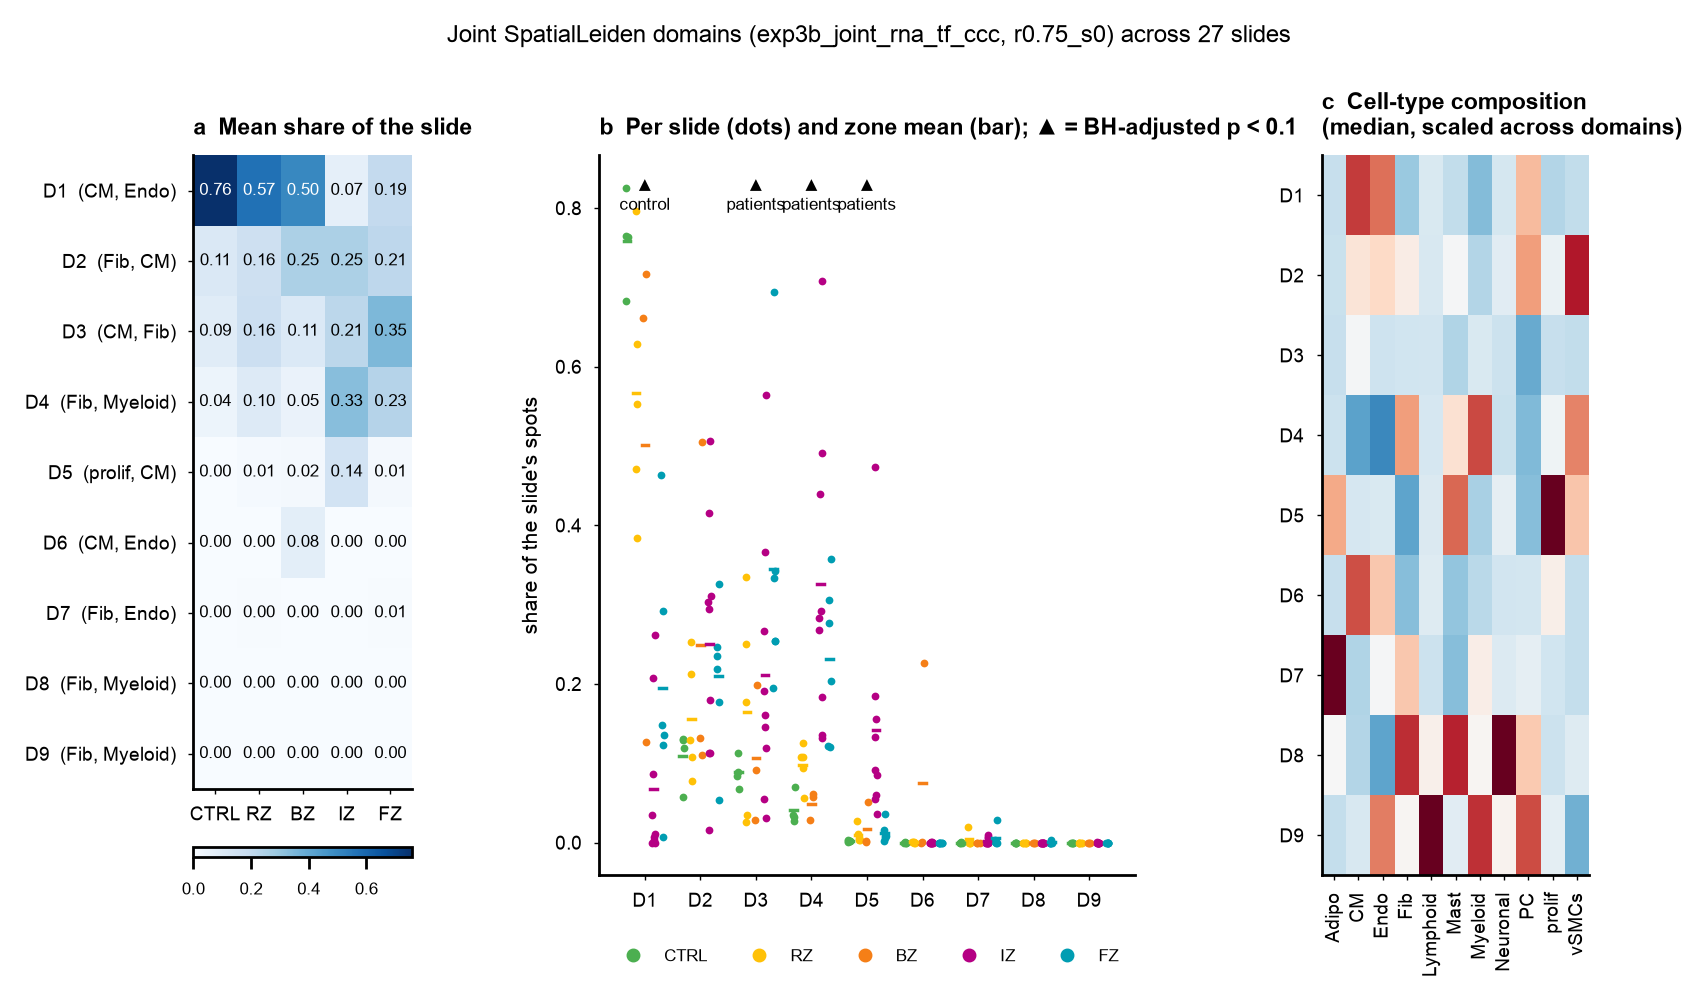 Joint SpatialLeiden domains (exp3b_joint_rna_tf_ccc, r0.75_s0) across 27 slides
a Mean share of the slide
D1 (CM, Endo) 0.76 0.57 0.50 0.07 0.19
D2 (Fib, CM) 0.11 0.16 0.25 0.25 0.21
D3 (CM, Fib) 0.09 0.16 0.11 0.21 0.35
D4 (Fib, Myeloid) 0.04 0.10 0.05 0.33 0.23
D5 (prolif, CM) 0.00 0.01 0.02 0.14 0.01
D6 (CM, Endo) 0.00 0.00 0.08 0.00 0.00
D7 (Fib, Endo) 0.00 0.00 0.00 0.00 0.01
D8 (Fib, Myeloid) 0.00 0.00 0.00 0.00 0.00
D9 (Fib, Myeloid) 0.00 0.00 0.00 0.00 0.00
CTRL RZ BZ IZ FZ
0.0 0.2 0.4 0.6
b Per slide (dots) and zone mean (bar); ▲ = BH-adjusted p < 0.1
▲ ▲ ▲ ▲
control patients patients patients
share of the slide's spots
0.8
0.6
0.4
0.2
0.0
D1 D2 D3 D4 D5 D6 D7 D8 D9
CTRL RZ BZ IZ FZ
c Cell-type composition
(median, scaled across domains)
D1
D2
D3
D4
D5
D6
D7
D8
D9
Adipo
CM
Endo
Fib
Lymphoid
Mast
Myeloid
Neuronal
PC
prolif
vSMCs